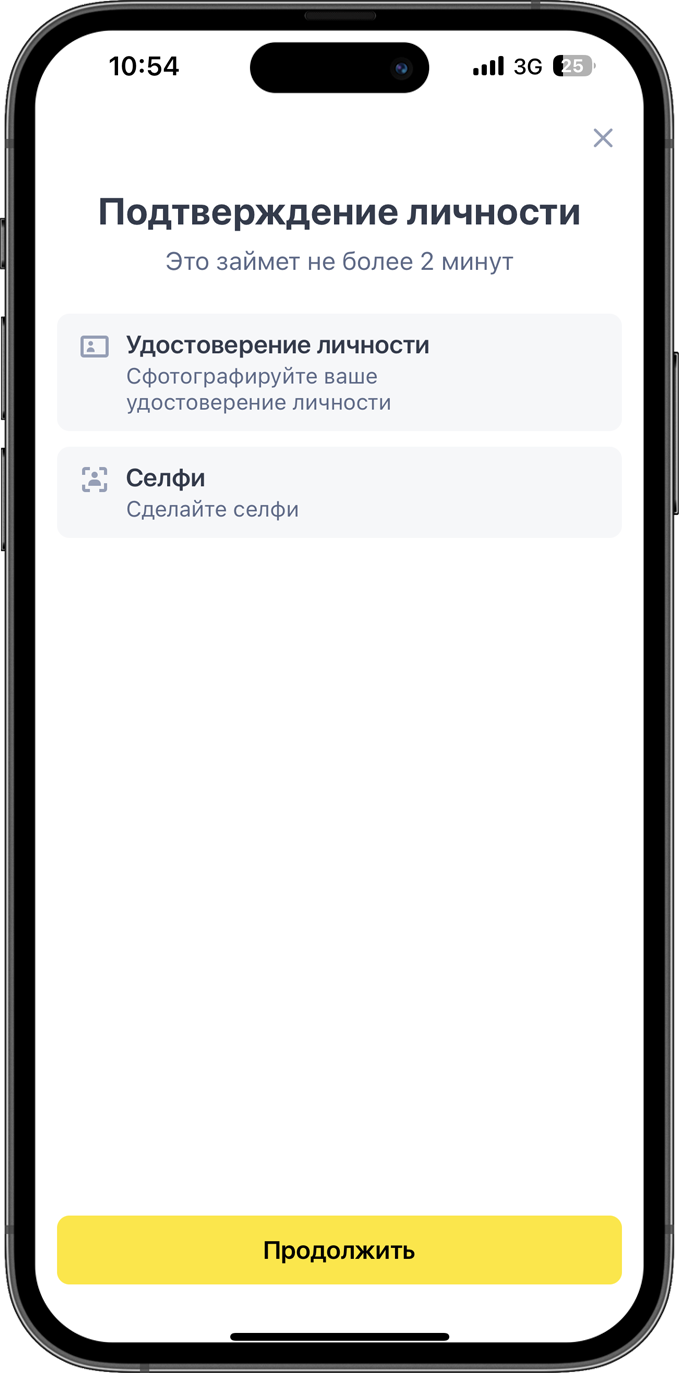 10:54 3G 25
Подтверждение личности
Это займет не более 2 минут
Удостоверение личности
Сфотографируйте ваше
удостоверение личности
Селфи
Сделайте селфи
Продолжить